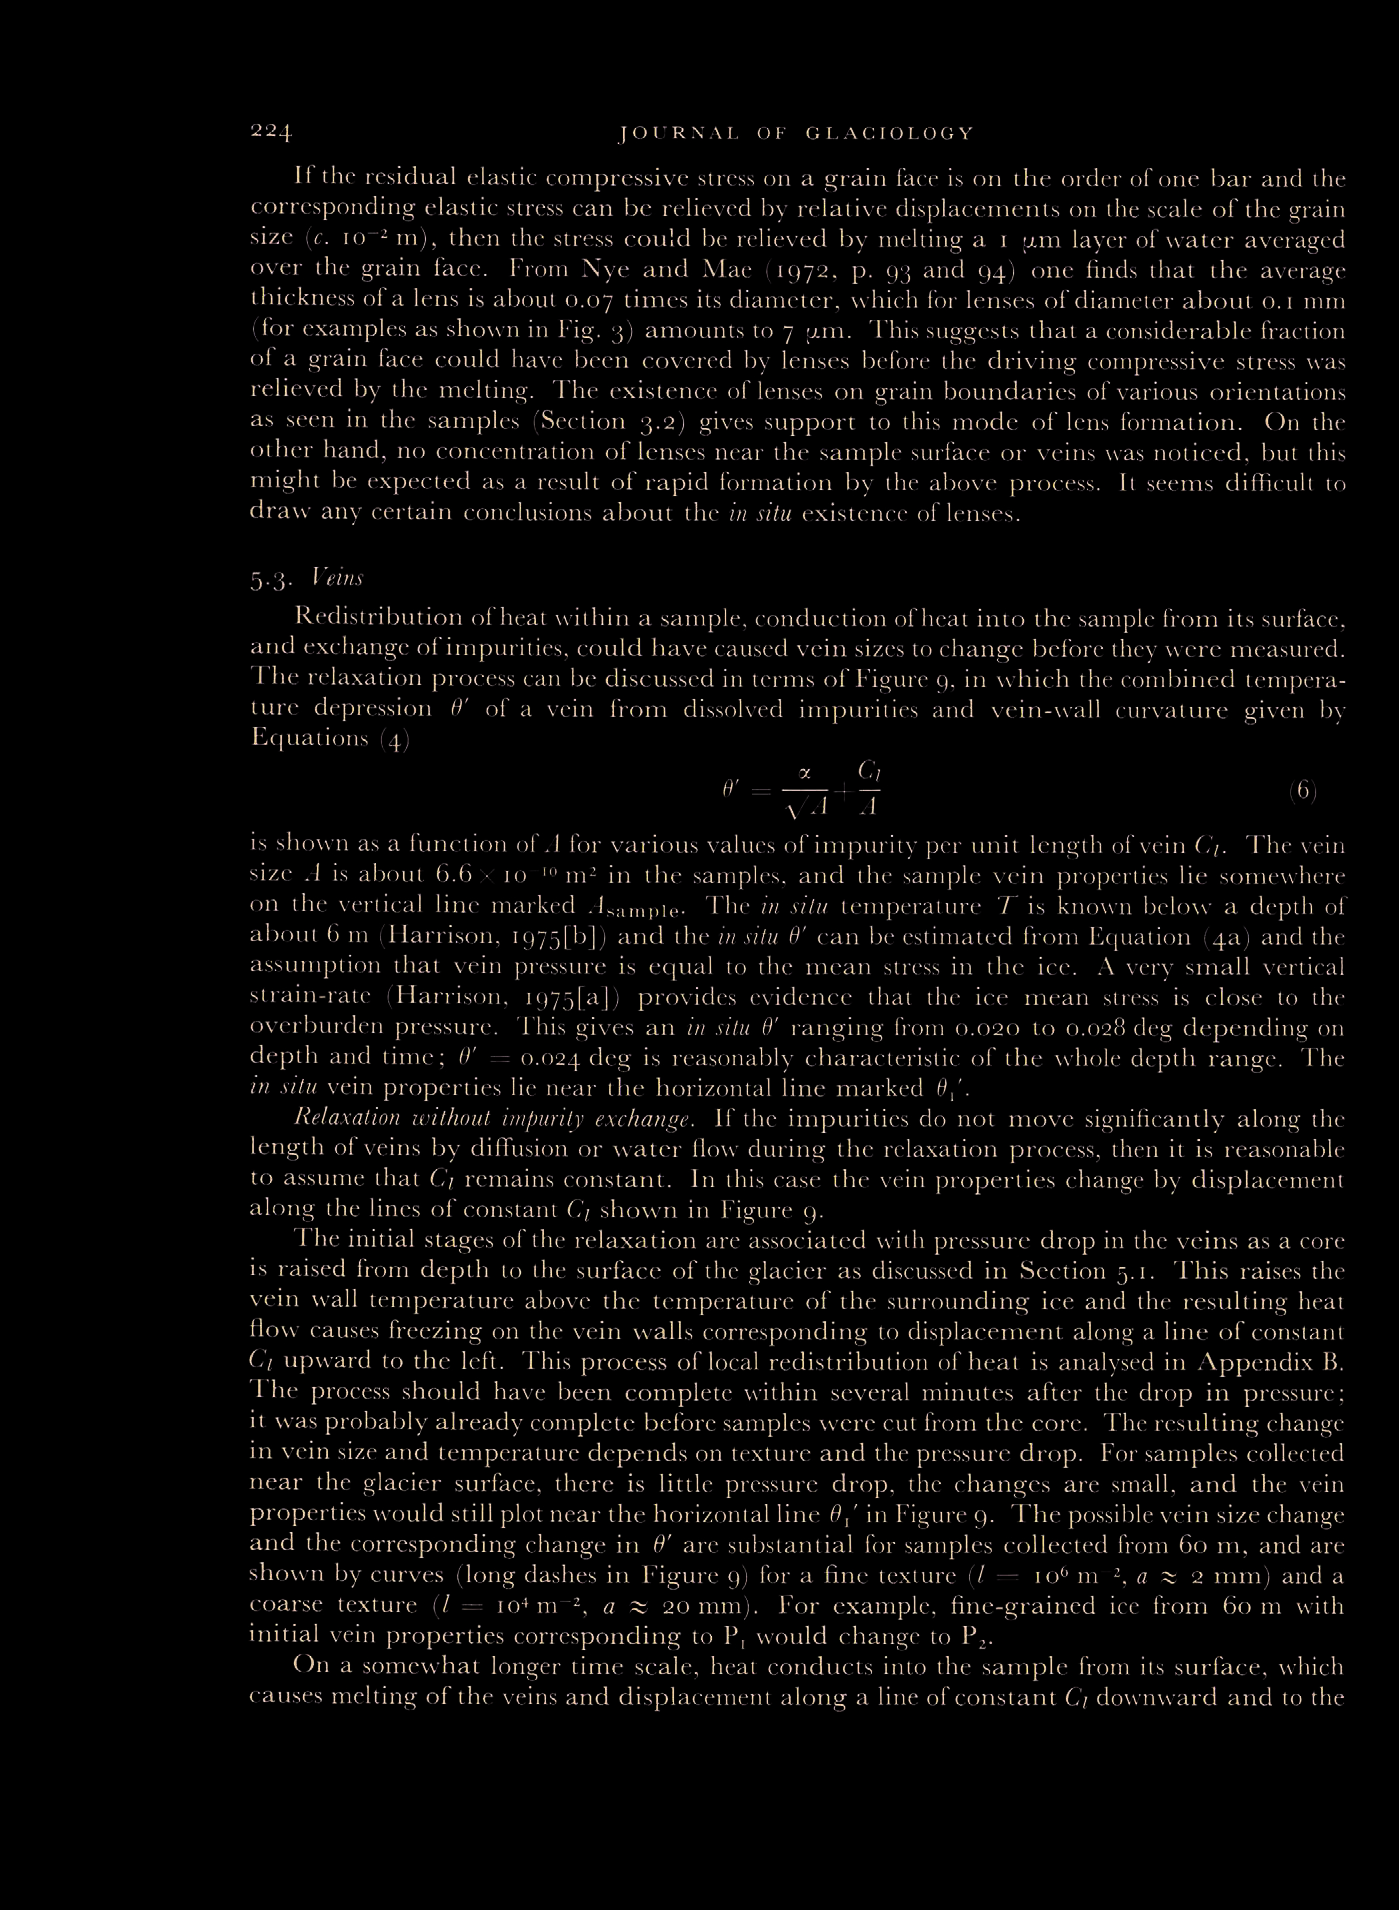 224 JOURNAL OF GLACIOLOGY
If the residual elastic compressive stress on a grain face is on the order of one bar and the
corresponding elastic stress can be relieved by relative displacements on the scale of the grain
size (c. 10⁻² m), then the stress could be relieved by melting a 1 μm layer of water averaged
over the grain face. From Nye and Mae (1972, p. 93 and 94) one finds that the average
thickness of a lens is about 0.07 times its diameter, which for lenses of diameter about 0.1 mm
(for examples as shown in Fig. 3) amounts to 7 μm. This suggests that a considerable fraction
of a grain face could have been covered by lenses before the driving compressive stress was
relieved by the melting. The existence of lenses on grain boundaries of various orientations
as seen in the samples (Section 3.2) gives support to this mode of lens formation. On the
other hand, no concentration of lenses near the sample surface or veins was noticed, but this
might be expected as a result of rapid formation by the above process. It seems difficult to
draw any certain conclusions about the in situ existence of lenses.
5.3. Veins
Redistribution of heat within a sample, conduction of heat into the sample from its surface,
and exchange of impurities, could have caused vein sizes to change before they were measured.
The relaxation process can be discussed in terms of Figure 9, in which the combined tempera-
ture depression θ′ of a vein from dissolved impurities and vein-wall curvature given by
Equations (4)
θ′ = α/√A + C_l/A (6)
is shown as a function of A for various values of impurity per unit length of vein C_l. The vein
size A is about 6.6 × 10⁻¹⁰ m² in the samples, and the sample vein properties lie somewhere
on the vertical line marked A_sample. The in situ temperature T is known below a depth of
about 6 m (Harrison, 1975[b]) and the in situ θ′ can be estimated from Equation (4a) and the
assumption that vein pressure is equal to the mean stress in the ice. A very small vertical
strain-rate (Harrison, 1975[a]) provides evidence that the ice mean stress is close to the
overburden pressure. This gives an in situ θ′ ranging from 0.020 to 0.028 deg depending on
depth and time; θ′ = 0.024 deg is reasonably characteristic of the whole depth range. The
in situ vein properties lie near the horizontal line marked θ₁′.
Relaxation without impurity exchange. If the impurities do not move significantly along the
length of veins by diffusion or water flow during the relaxation process, then it is reasonable
to assume that C_l remains constant. In this case the vein properties change by displacement
along the lines of constant C_l shown in Figure 9.
The initial stages of the relaxation are associated with pressure drop in the veins as a core
is raised from depth to the surface of the glacier as discussed in Section 5.1. This raises the
vein wall temperature above the temperature of the surrounding ice and the resulting heat
flow causes freezing on the vein walls corresponding to displacement along a line of constant
C_l upward to the left. This process of local redistribution of heat is analysed in Appendix B.
The process should have been complete within several minutes after the drop in pressure;
it was probably already complete before samples were cut from the core. The resulting change
in vein size and temperature depends on texture and the pressure drop. For samples collected
near the glacier surface, there is little pressure drop, the changes are small, and the vein
properties would still plot near the horizontal line θ₁′ in Figure 9. The possible vein size change
and the corresponding change in θ′ are substantial for samples collected from 60 m, and are
shown by curves (long dashes in Figure 9) for a fine texture (l = 10⁶ m⁻², a ≈ 2 mm) and a
coarse texture (l = 10⁴ m⁻², a ≈ 20 mm). For example, fine-grained ice from 60 m with
initial vein properties corresponding to P₁ would change to P₂.
On a somewhat longer time scale, heat conducts into the sample from its surface, which
causes melting of the veins and displacement along a line of constant C_l downward and to the